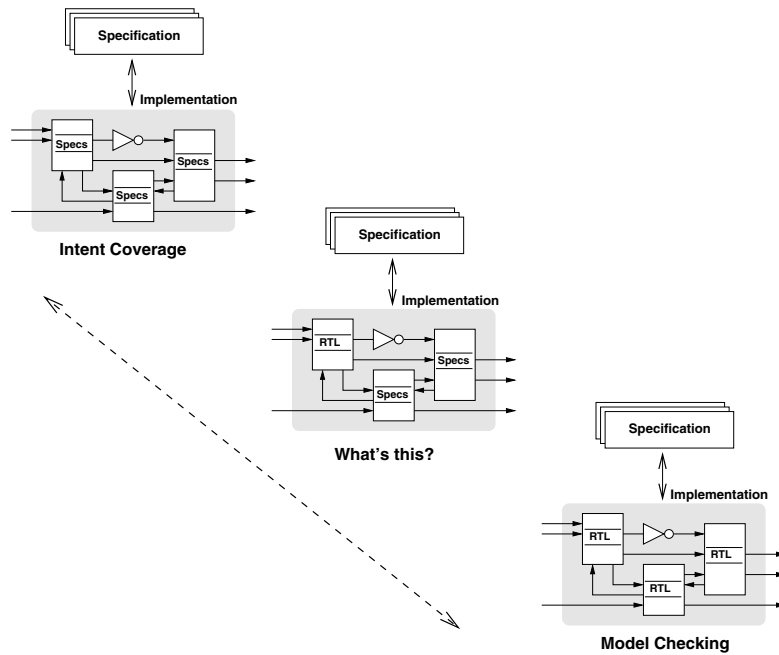 Specification
Implementation
Specs
Specs
Specs
Intent Coverage
Specification
Implementation
RTL
Specs
Specs
What's this?
Specification
Implementation
RTL
RTL
RTL
Model Checking